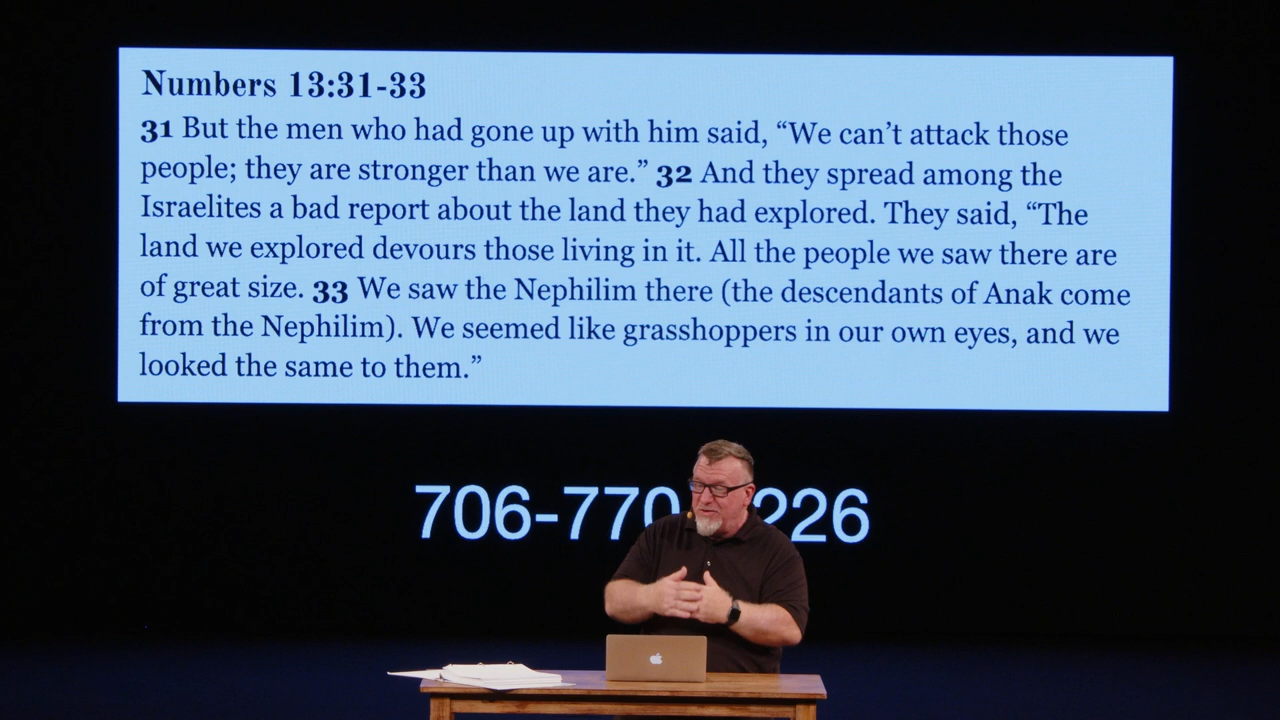 Numbers 13:31-33
31 But the men who had gone up with him said, “We can’t attack those
people; they are stronger than we are.” 32 And they spread among the
Israelites a bad report about the land they had explored. They said, “The
land we explored devours those living in it. All the people we saw there are
of great size. 33 We saw the Nephilim there (the descendants of Anak come
from the Nephilim). We seemed like grasshoppers in our own eyes, and we
looked the same to them.”
706-770 226